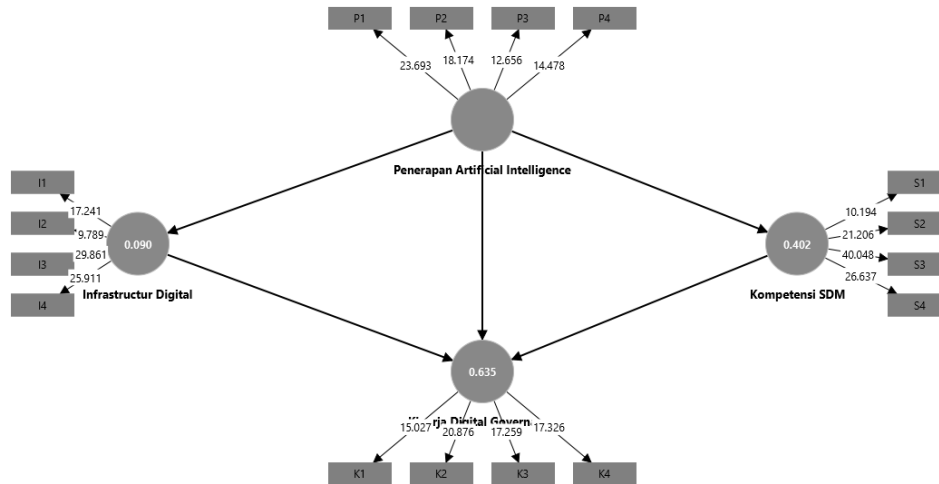 P1
P2
P3
P4
23.693
18.174
12.656
14.478
Penerapan Artificial Intelligence
I1
I2
I3
I4
17.241
9.789
29.861
25.911
0.090
Infrastructur Digital
0.402
Kompetensi SDM
S1
S2
S3
S4
10.194
21.206
40.048
26.637
0.635
Digital
15.027
20.876
17.259
17.326
K1
K2
K3
K4